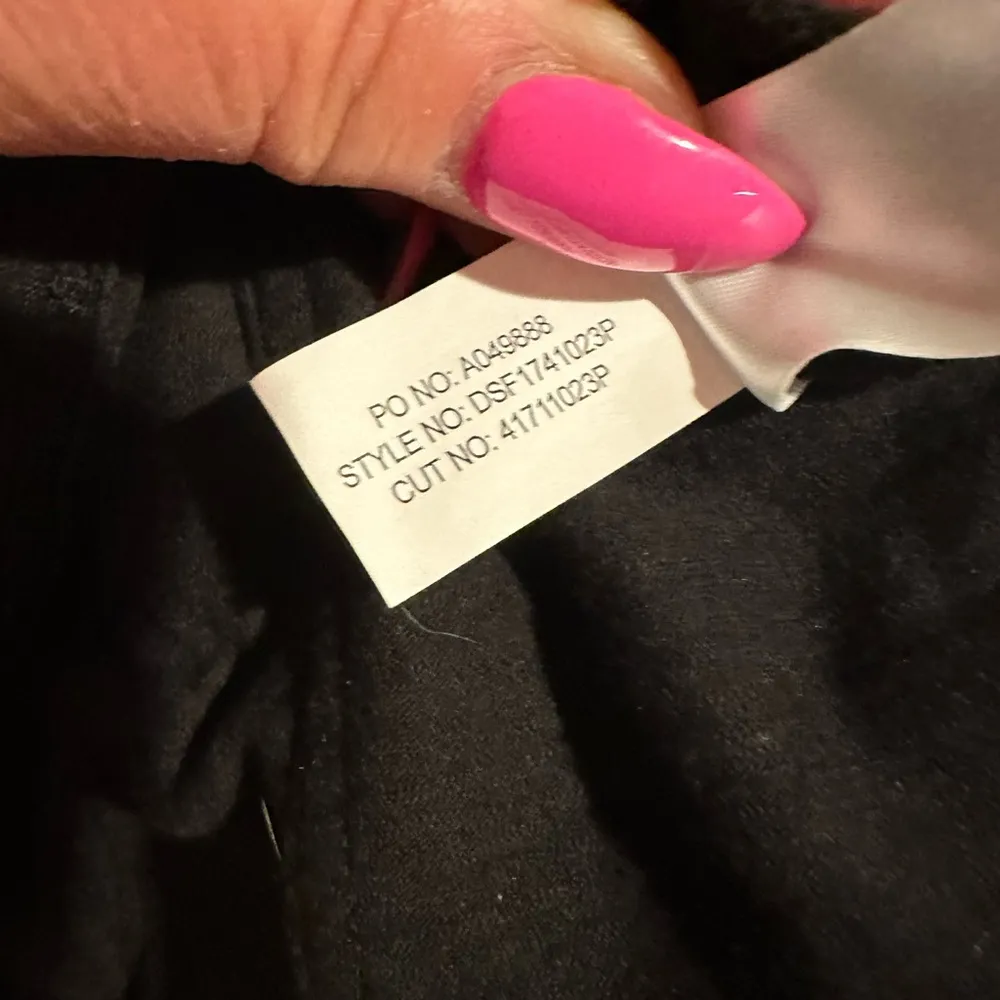 PO NO: A049888
STYLE NO: DSF1741023P
CUT NO: 41711023P